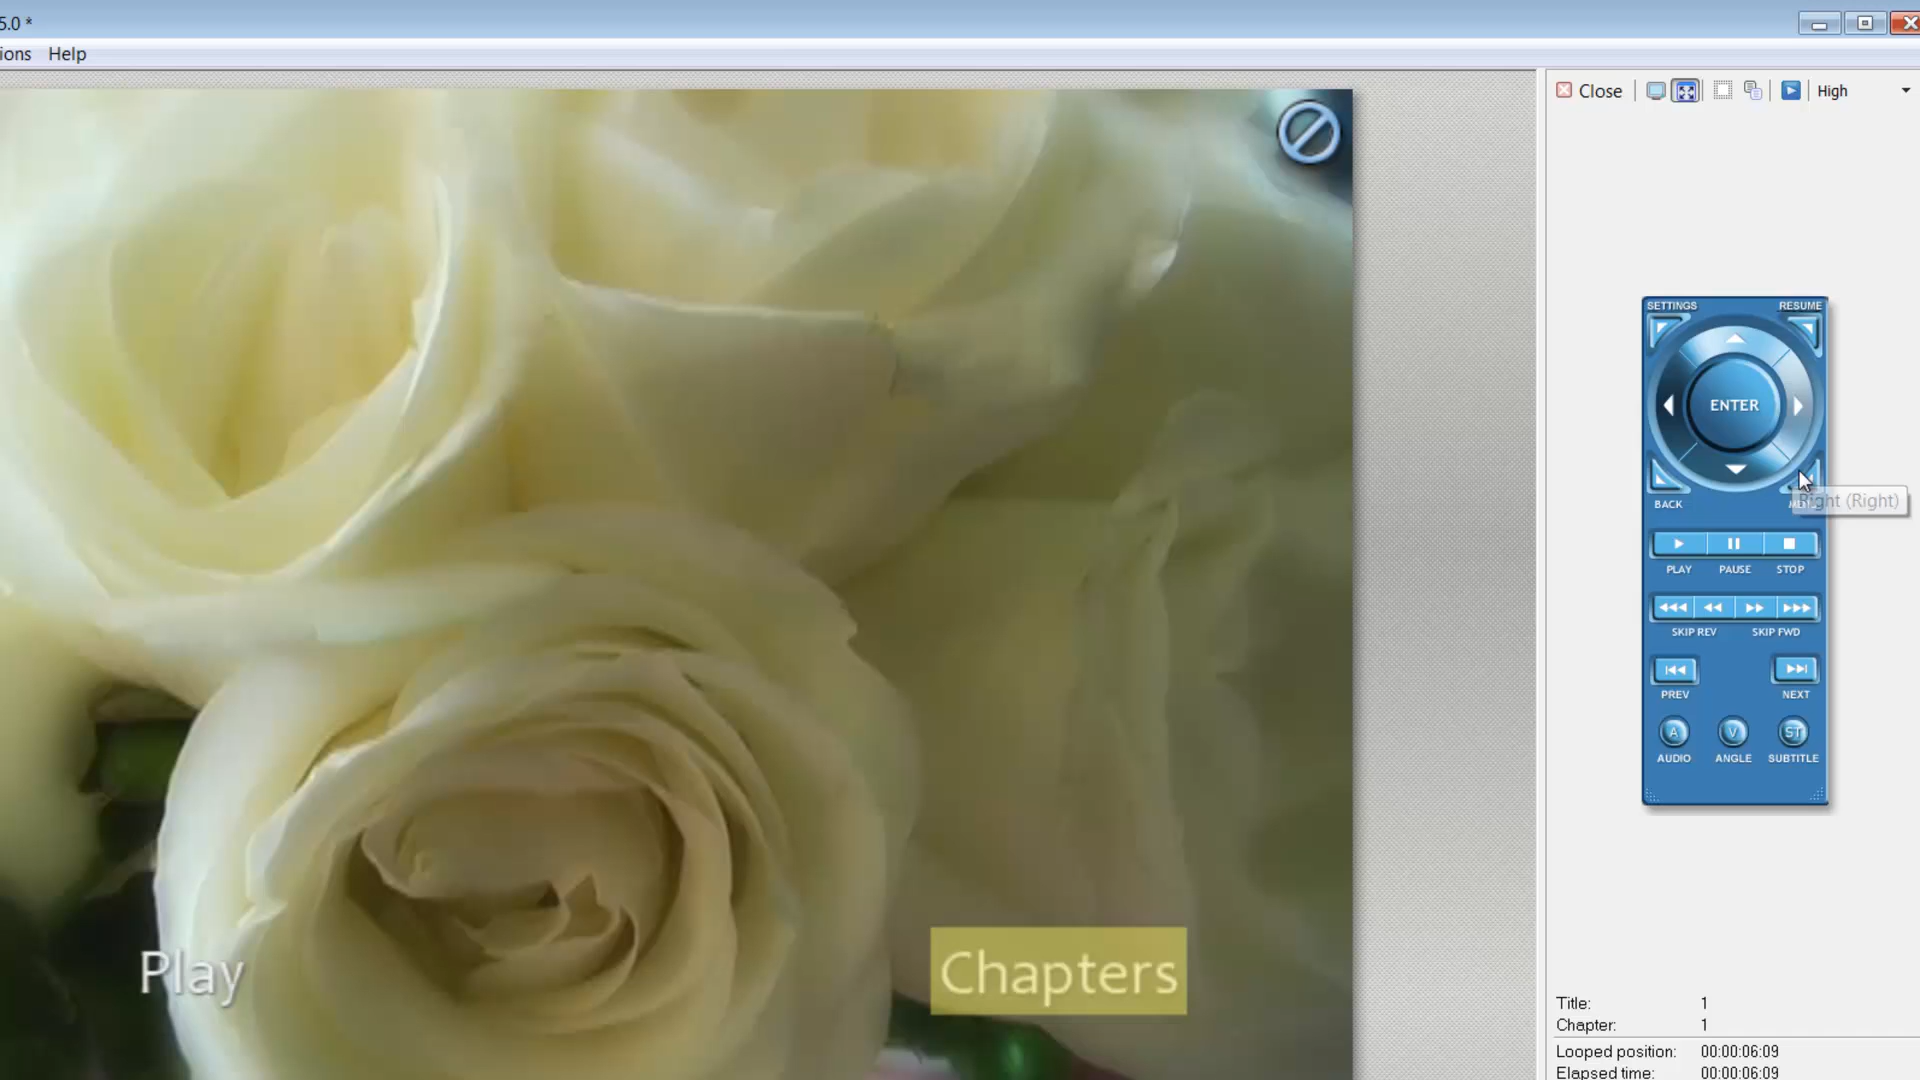 5.0 *
ions Help
Close High
SETTINGS RESUME
ENTER
BACK
Right (Right)
PLAY PAUSE STOP
SKIP REV SKIP FWD
PREV NEXT
A V ST
AUDIO ANGLE SUBTITLE
Play Chapters
Title: 1
Chapter: 1
Looped position: 00:00:06:09
Elapsed time: 00:00:06:09